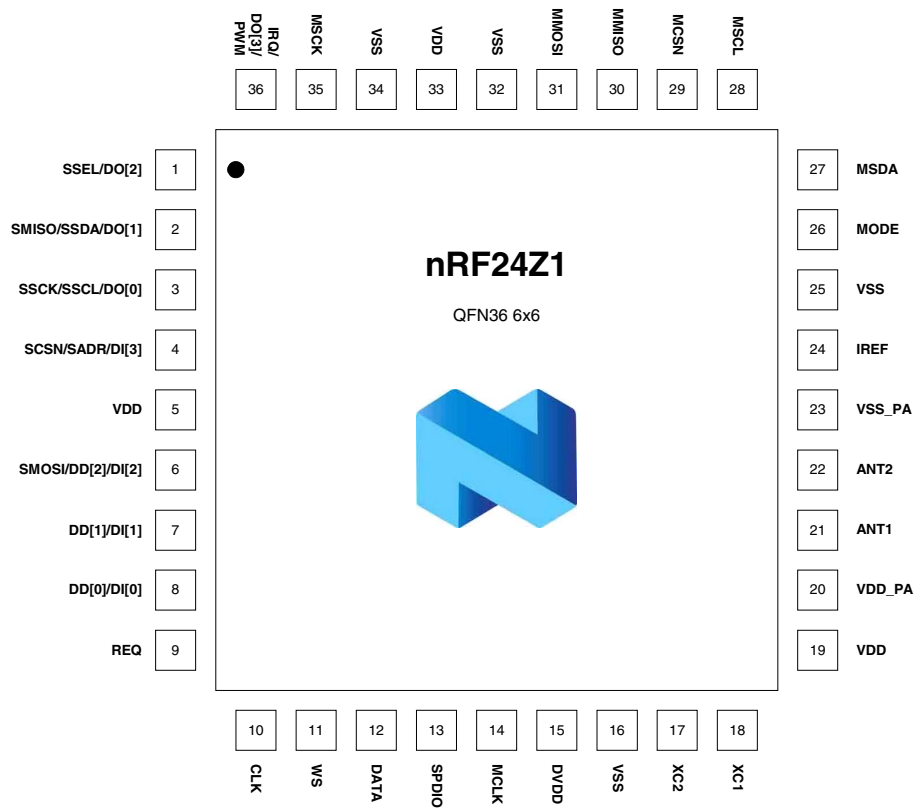 IRQ/
DO[3]/
PWM
MSCK
VSS
VDD
VSS
MMOSI
MMISO
MCSN
MSCL
36
35
34
33
32
31
30
29
28
SSEL/DO[2]
1
SMISO/SSDA/DO[1]
2
SSCK/SSCL/DO[0]
3
SCSN/SADR/DI[3]
4
VDD
5
SMOSI/DD[2]/DI[2]
6
DD[1]/DI[1]
7
DD[0]/DI[0]
8
REQ
9
nRF24Z1
QFN36 6x6
27
MSDA
26
MODE
25
VSS
24
IREF
23
VSS_PA
22
ANT2
21
ANT1
20
VDD_PA
19
VDD
10
11
12
13
14
15
16
17
18
CLK
WS
DATA
SPDIO
MCLK
DVDD
VSS
XC2
XC1